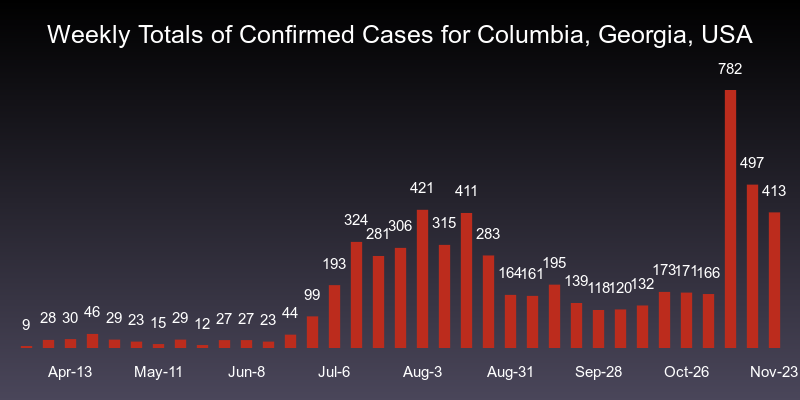 Weekly Totals of Confirmed Cases for Columbia, Georgia, USA
9 28 30 46 29 23 15 29 12 27 27 23 44 99 193 324 281 306 421 315 411 283 164 161 195 139 118 120 132 173 171 166 782 497 413
Apr-13 May-11 Jun-8 Jul-6 Aug-3 Aug-31 Sep-28 Oct-26 Nov-23